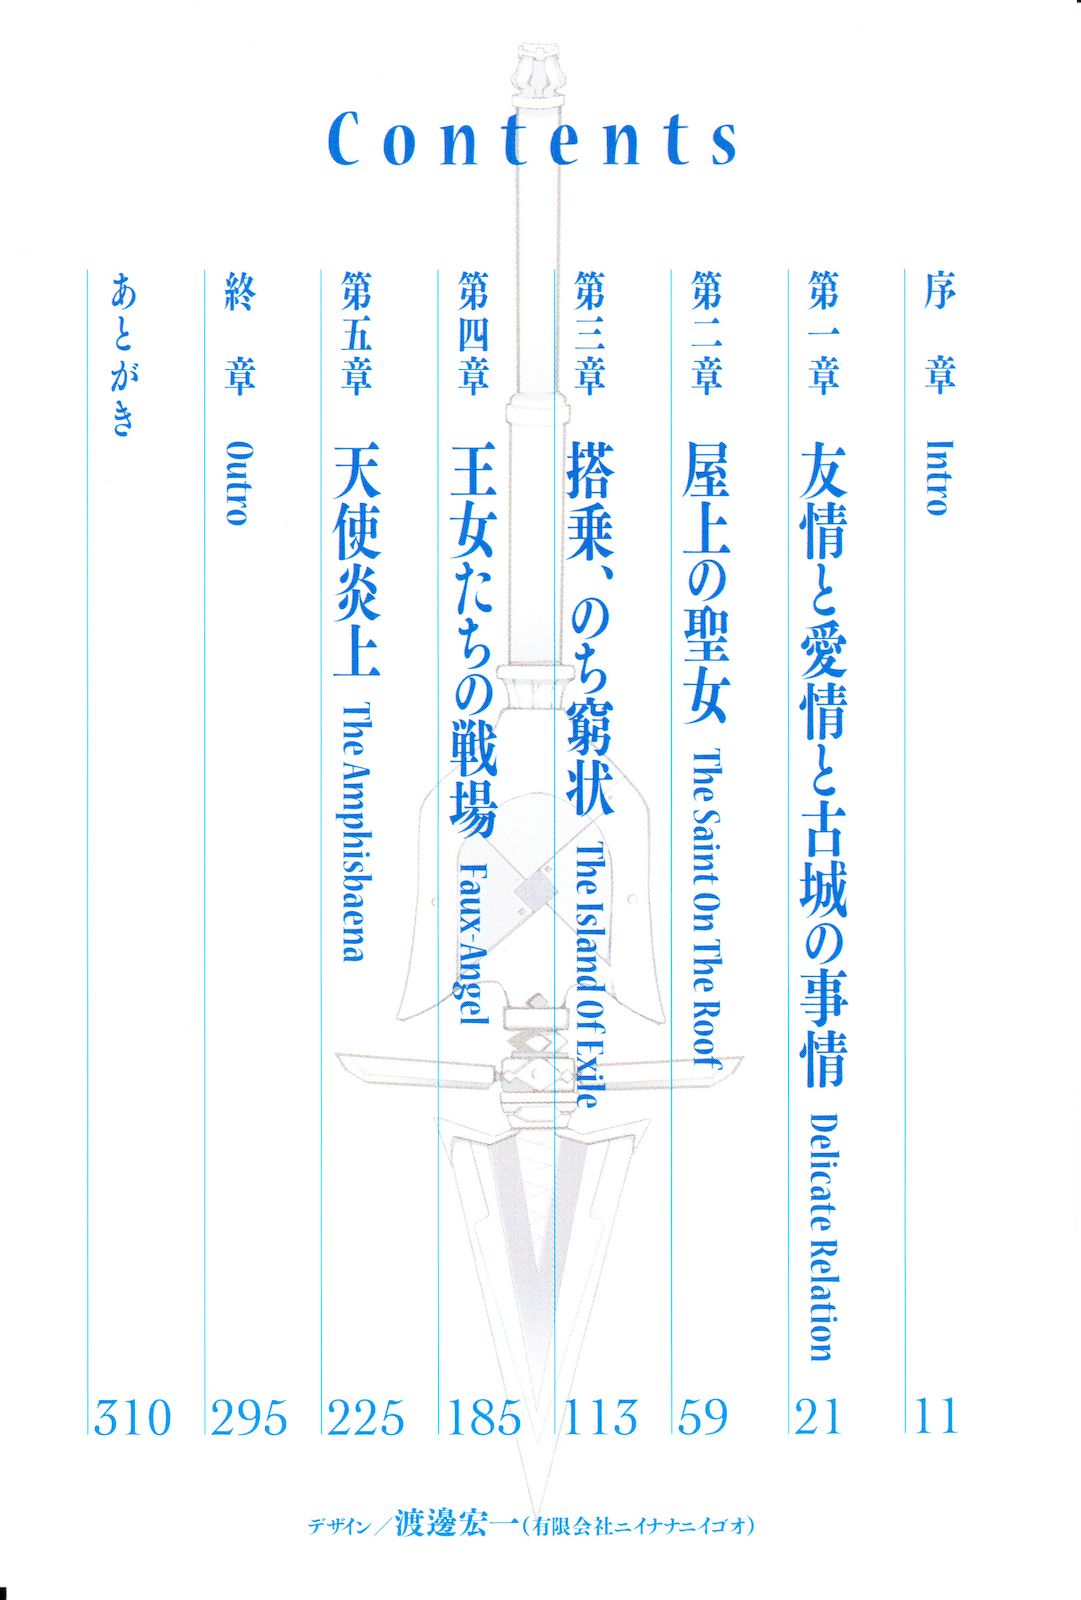 Contents
序章 Intro 11
第一章 友情と愛情と古城の事情 Delicate Relation 21
第二章 屋上の聖女 The Saint On The Roof 59
第三章 搭乗、のち窮状 The Island Of Exile 113
第四章 王女たちの戦場 Faux-Angel 185
第五章 天使炎上 The Amphisbaena 225
終章 Outro 295
あとがき 310
デザイン／渡邊宏一（有限会社ニイナナニイゴオ）